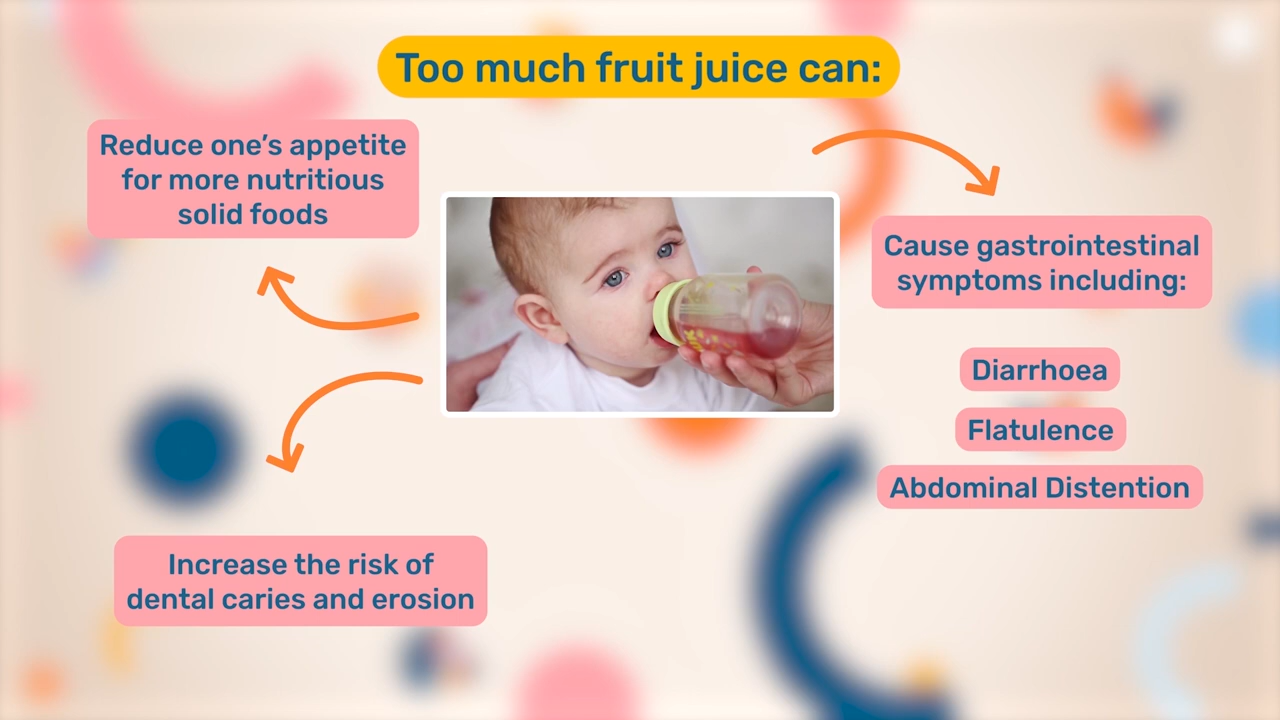 Too much fruit juice can:
Reduce one’s appetite
for more nutritious
solid foods
Increase the risk of
dental caries and erosion
Cause gastrointestinal
symptoms including:
Diarrhoea
Flatulence
Abdominal Distention